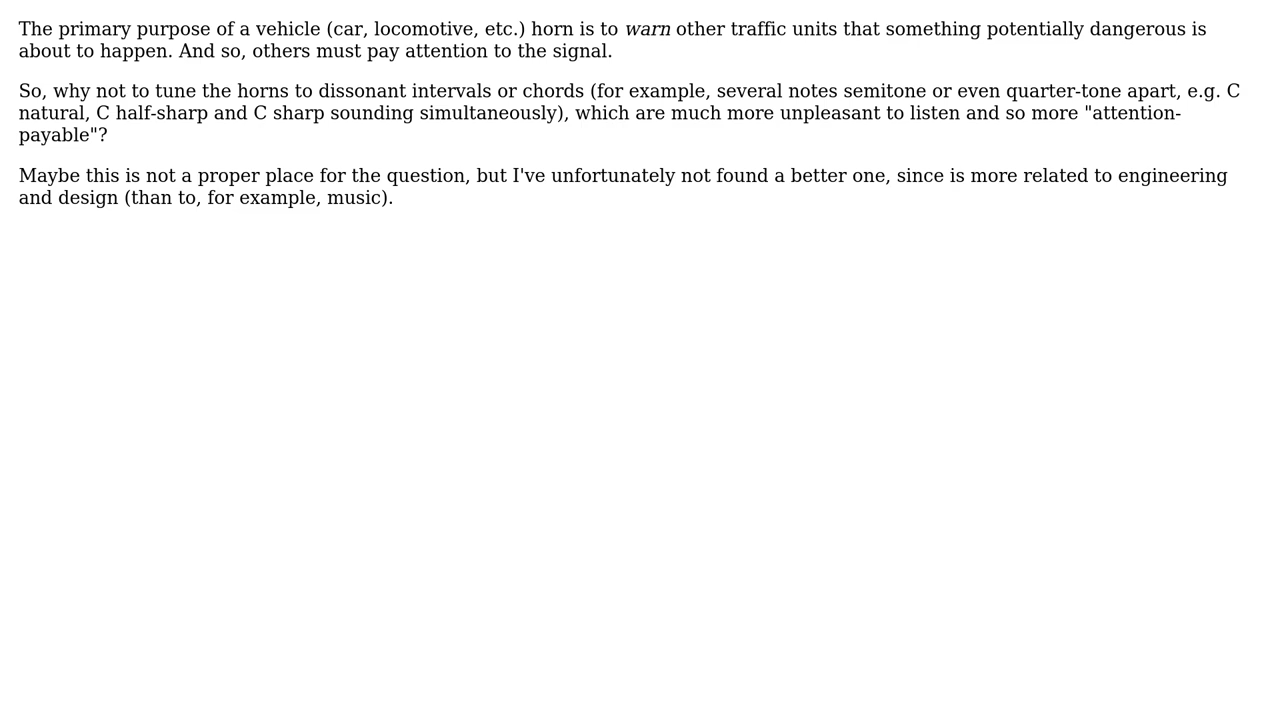 The primary purpose of a vehicle (car, locomotive, etc.) horn is to warn other traffic units that something potentially dangerous is
about to happen. And so, others must pay attention to the signal.
So, why not to tune the horns to dissonant intervals or chords (for example, several notes semitone or even quarter-tone apart, e.g. C
natural, C half-sharp and C sharp sounding simultaneously), which are much more unpleasant to listen and so more "attention-
payable"?
Maybe this is not a proper place for the question, but I've unfortunately not found a better one, since is more related to engineering
and design (than to, for example, music).